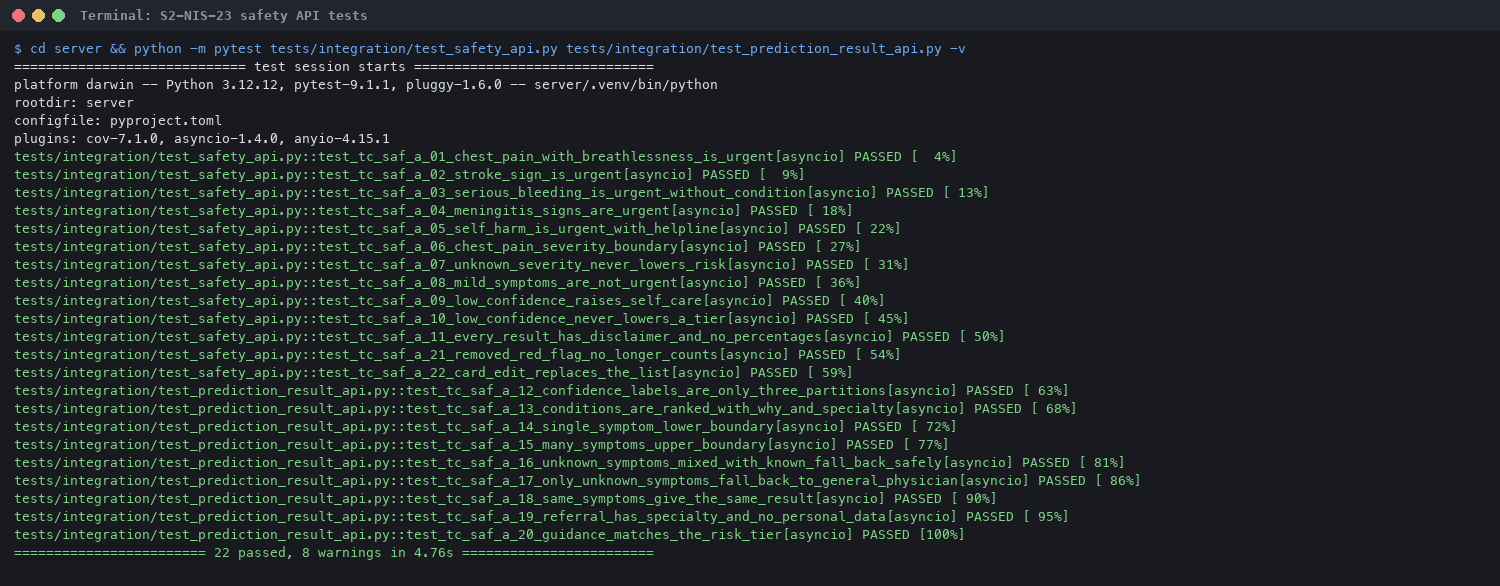 Terminal: S2-NIS-23 safety API tests
$ cd server && python -m pytest tests/integration/test_safety_api.py tests/integration/test_prediction_result_api.py -v
============================= test session starts ==============================
platform darwin -- Python 3.12.12, pytest-9.1.1, pluggy-1.6.0 -- server/.venv/bin/python
rootdir: server
configfile: pyproject.toml
plugins: cov-7.1.0, asyncio-1.4.0, anyio-4.15.1
tests/integration/test_safety_api.py::test_tc_saf_a_01_chest_pain_with_breathlessness_is_urgent[asyncio] PASSED [  4%]
tests/integration/test_safety_api.py::test_tc_saf_a_02_stroke_sign_is_urgent[asyncio] PASSED [  9%]
tests/integration/test_safety_api.py::test_tc_saf_a_03_serious_bleeding_is_urgent_without_condition[asyncio] PASSED [ 13%]
tests/integration/test_safety_api.py::test_tc_saf_a_04_meningitis_signs_are_urgent[asyncio] PASSED [ 18%]
tests/integration/test_safety_api.py::test_tc_saf_a_05_self_harm_is_urgent_with_helpline[asyncio] PASSED [ 22%]
tests/integration/test_safety_api.py::test_tc_saf_a_06_chest_pain_severity_boundary[asyncio] PASSED [ 27%]
tests/integration/test_safety_api.py::test_tc_saf_a_07_unknown_severity_never_lowers_risk[asyncio] PASSED [ 31%]
tests/integration/test_safety_api.py::test_tc_saf_a_08_mild_symptoms_are_not_urgent[asyncio] PASSED [ 36%]
tests/integration/test_safety_api.py::test_tc_saf_a_09_low_confidence_raises_self_care[asyncio] PASSED [ 40%]
tests/integration/test_safety_api.py::test_tc_saf_a_10_low_confidence_never_lowers_a_tier[asyncio] PASSED [ 45%]
tests/integration/test_safety_api.py::test_tc_saf_a_11_every_result_has_disclaimer_and_no_percentages[asyncio] PASSED [ 50%]
tests/integration/test_safety_api.py::test_tc_saf_a_21_removed_red_flag_no_longer_counts[asyncio] PASSED [ 54%]
tests/integration/test_safety_api.py::test_tc_saf_a_22_card_edit_replaces_the_list[asyncio] PASSED [ 59%]
tests/integration/test_prediction_result_api.py::test_tc_saf_a_12_confidence_labels_are_only_three_partitions[asyncio] PASSED [ 63%]
tests/integration/test_prediction_result_api.py::test_tc_saf_a_13_conditions_are_ranked_with_why_and_specialty[asyncio] PASSED [ 68%]
tests/integration/test_prediction_result_api.py::test_tc_saf_a_14_single_symptom_lower_boundary[asyncio] PASSED [ 72%]
tests/integration/test_prediction_result_api.py::test_tc_saf_a_15_many_symptoms_upper_boundary[asyncio] PASSED [ 77%]
tests/integration/test_prediction_result_api.py::test_tc_saf_a_16_unknown_symptoms_mixed_with_known_fall_back_safely[asyncio] PASSED [ 81%]
tests/integration/test_prediction_result_api.py::test_tc_saf_a_17_only_unknown_symptoms_fall_back_to_general_physician[asyncio] PASSED [ 86%]
tests/integration/test_prediction_result_api.py::test_tc_saf_a_18_same_symptoms_give_the_same_result[asyncio] PASSED [ 90%]
tests/integration/test_prediction_result_api.py::test_tc_saf_a_19_referral_has_specialty_and_no_personal_data[asyncio] PASSED [ 95%]
tests/integration/test_prediction_result_api.py::test_tc_saf_a_20_guidance_matches_the_risk_tier[asyncio] PASSED [100%]
======================== 22 passed, 8 warnings in 4.76s ========================